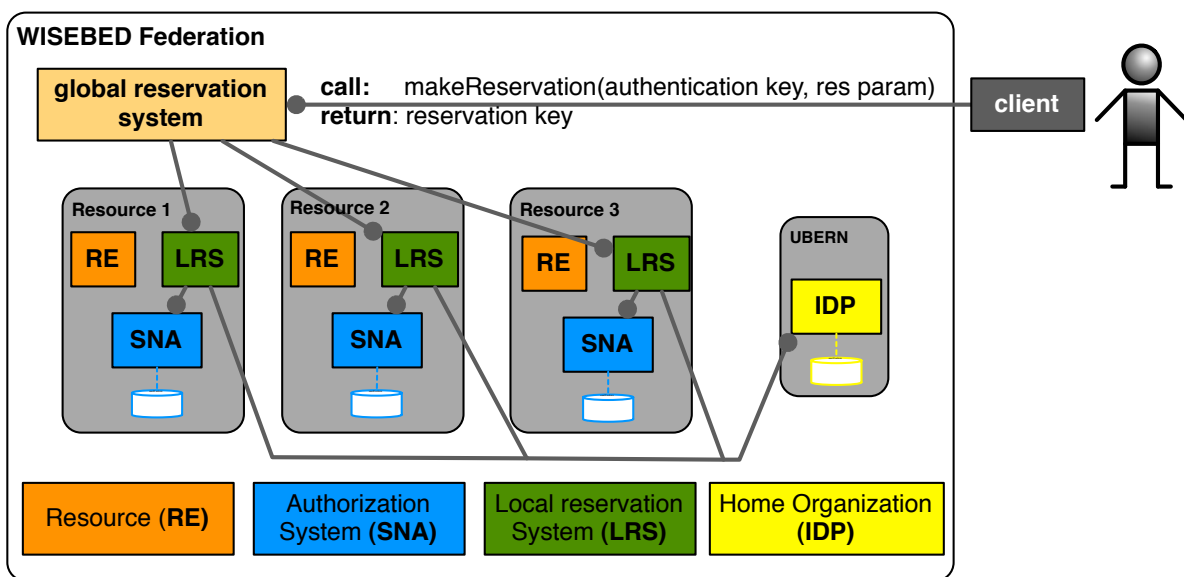 WISEBED Federation
global reservation
system
call: makeReservation(authentication key, res param)
return: reservation key
client
Resource 1
RE
LRS
SNA
Resource 2
RE
LRS
SNA
Resource 3
RE
LRS
SNA
UBERN
IDP
Resource (RE)
Authorization
System (SNA)
Local reservation
System (LRS)
Home Organization
(IDP)